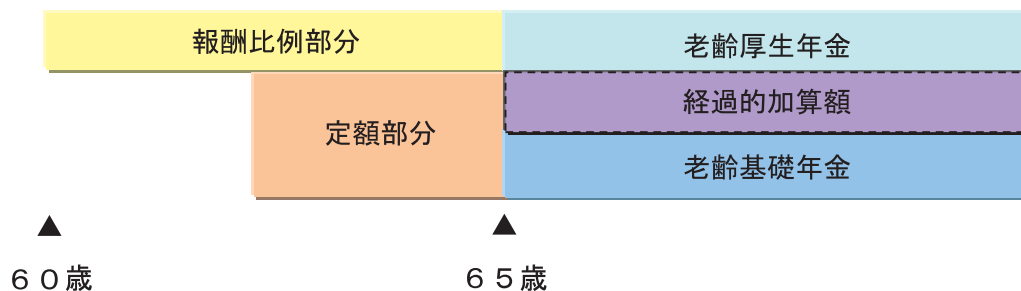 報酬比例部分
老齢厚生年金
経過的加算額
定額部分
老齢基礎年金
▲
▲
６０歳
６５歳